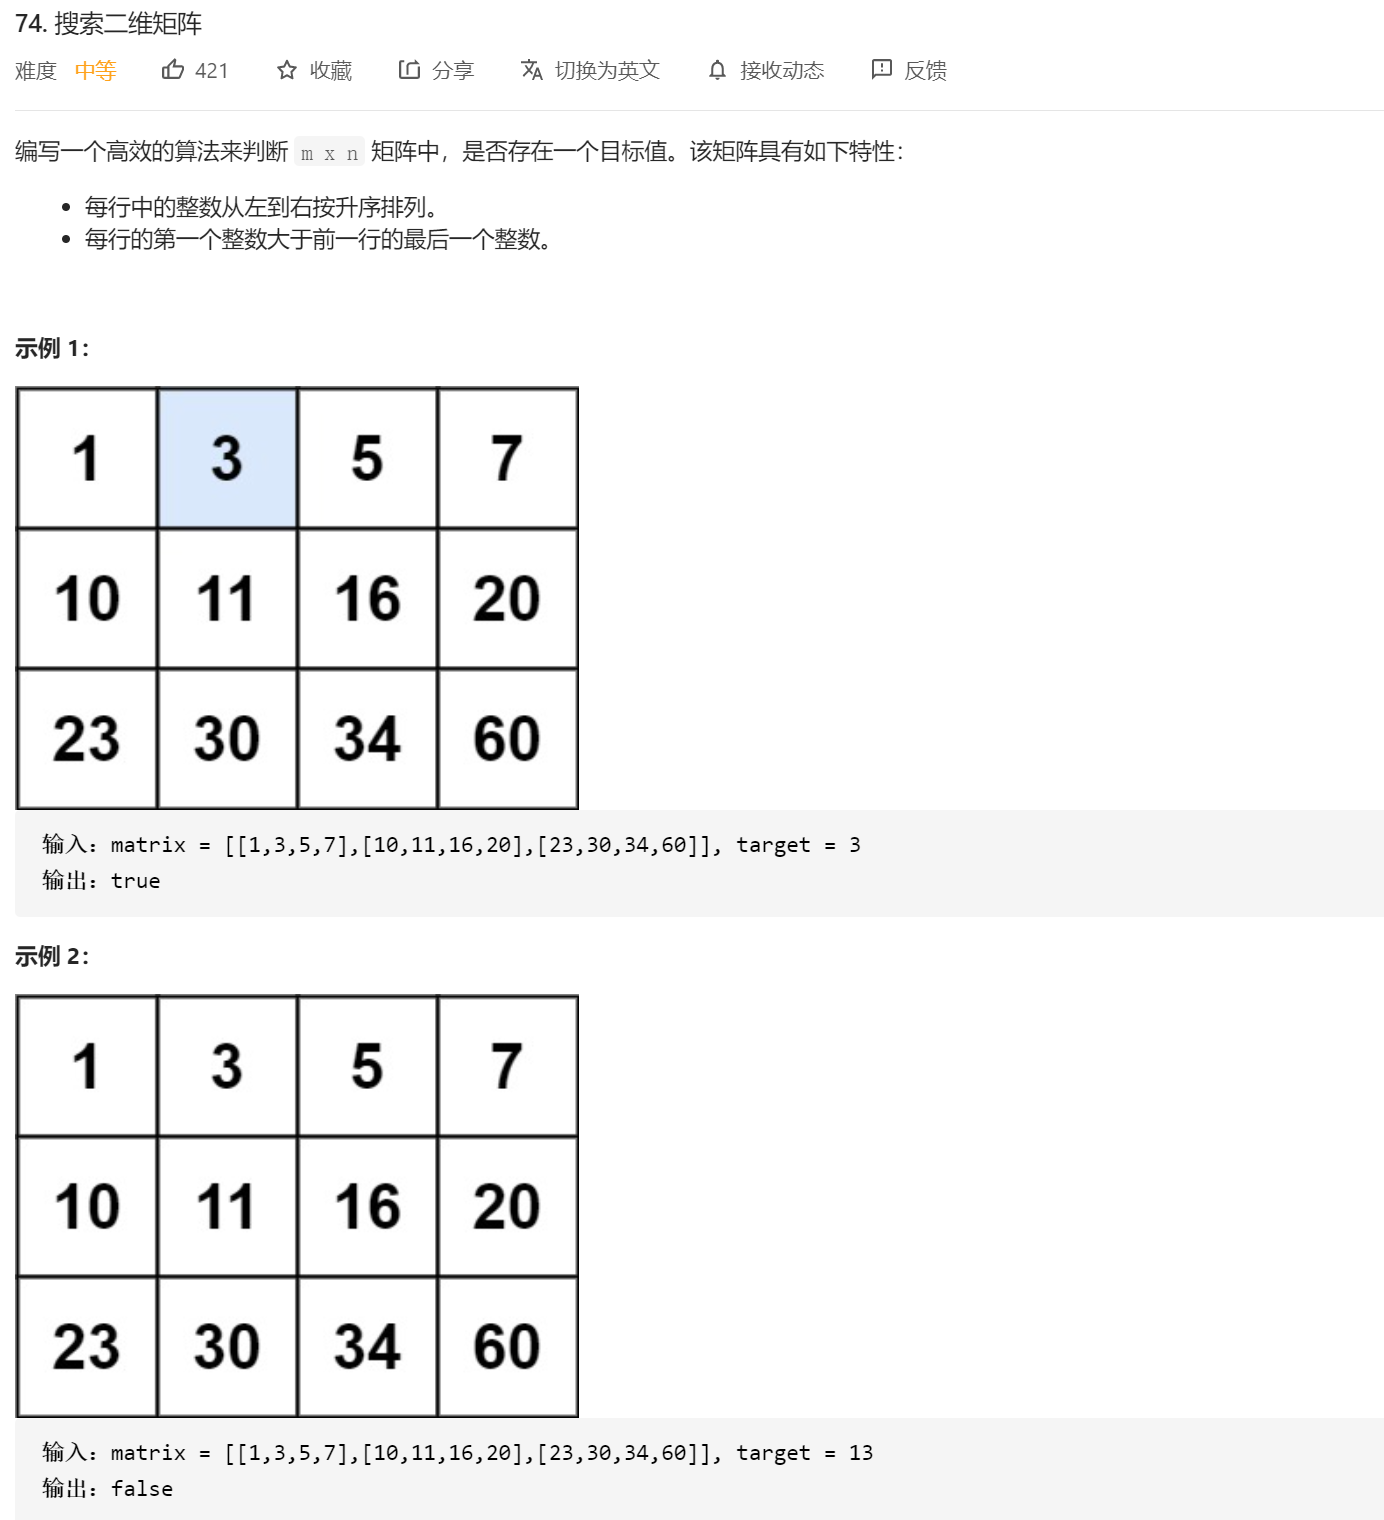 74. 搜索二维矩阵
难度 中等 421 收藏 分享 切换为英文 接收动态 反馈
编写一个高效的算法来判断 m x n 矩阵中，是否存在一个目标值。该矩阵具有如下特性：
每行中的整数从左到右按升序排列。
每行的第一个整数大于前一行的最后一个整数。
示例 1：
1 3 5 7
10 11 16 20
23 30 34 60
输入：matrix = [[1,3,5,7],[10,11,16,20],[23,30,34,60]], target = 3
输出：true
示例 2：
1 3 5 7
10 11 16 20
23 30 34 60
输入：matrix = [[1,3,5,7],[10,11,16,20],[23,30,34,60]], target = 13
输出：false